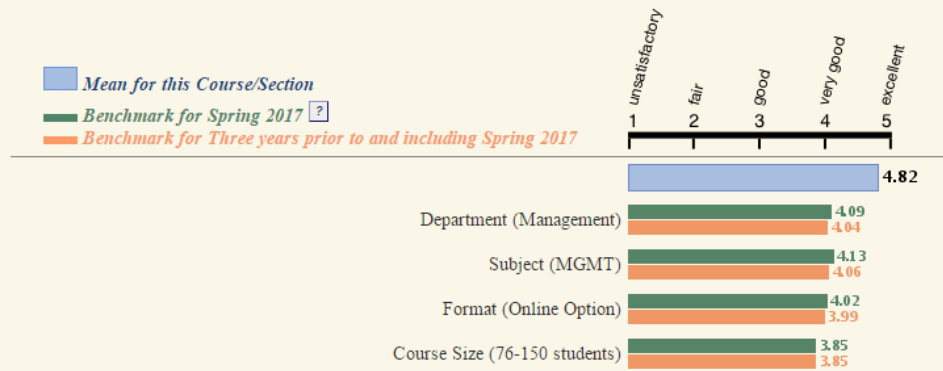 unsatisfactory
fair
good
very good
excellent
Mean for this Course/Section
Benchmark for Spring 2017 ?
Benchmark for Three years prior to and including Spring 2017
1 2 3 4 5
4.82
Department (Management) 4.09
4.04
Subject (MGMT) 4.13
4.06
Format (Online Option) 4.02
3.99
Course Size (76-150 students) 3.85
3.85